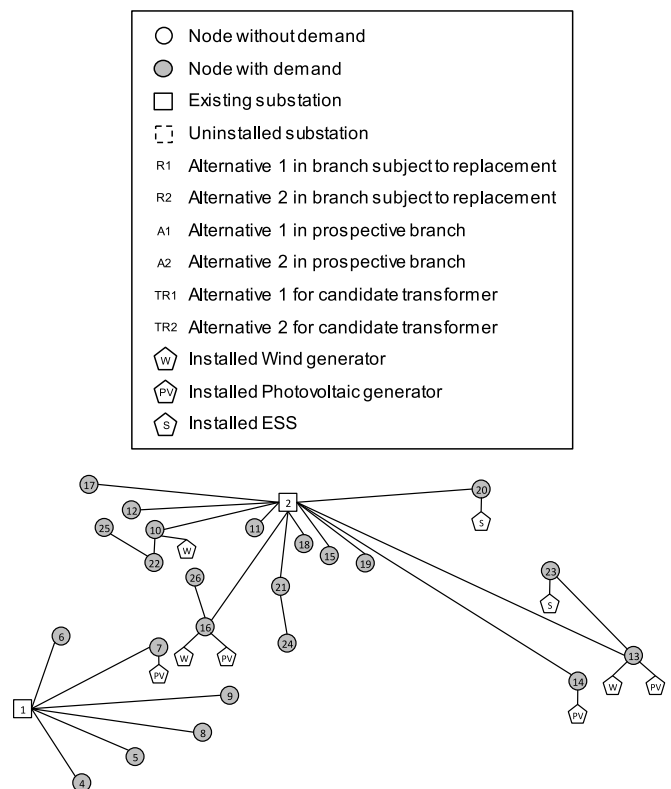 Node without demand
Node with demand
Existing substation
Uninstalled substation
R1 Alternative 1 in branch subject to replacement
R2 Alternative 2 in branch subject to replacement
A1 Alternative 1 in prospective branch
A2 Alternative 2 in prospective branch
TR1 Alternative 1 for candidate transformer
TR2 Alternative 2 for candidate transformer
W Installed Wind generator
PV Installed Photovoltaic generator
S Installed ESS
17
20
2
12
25
10
11
18
15
19
S
W
22
23
26
21
S
16
6
7
24
13
W
PV
14
W
PV
PV
9
PV
1
8
5
4